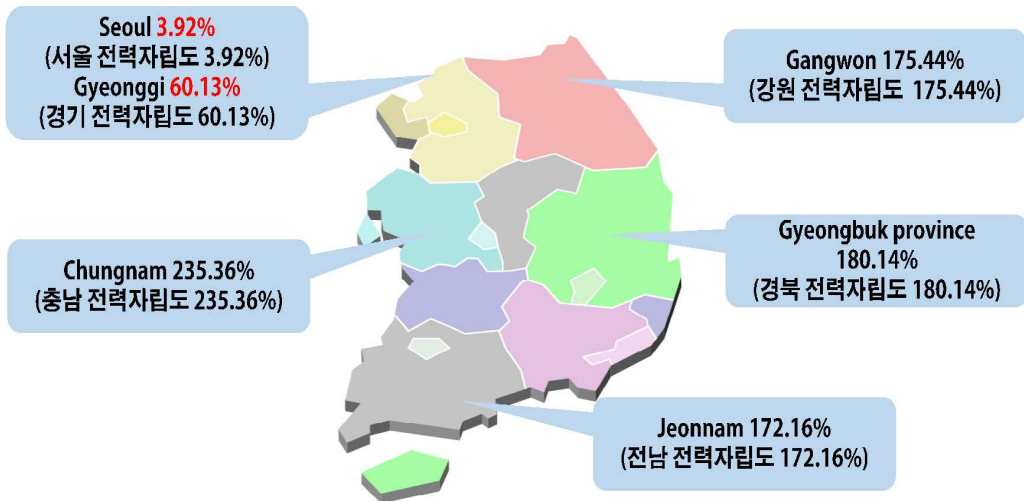 Seoul 3.92%
(서울 전력자립도 3.92%)
Gyeonggi 60.13%
(경기 전력자립도 60.13%)
Gangwon 175.44%
(강원 전력자립도 175.44%)
Chungnam 235.36%
(충남 전력자립도 235.36%)
Gyeongbuk province
180.14%
(경북 전력자립도 180.14%)
Jeonnam 172.16%
(전남 전력자립도 172.16%)